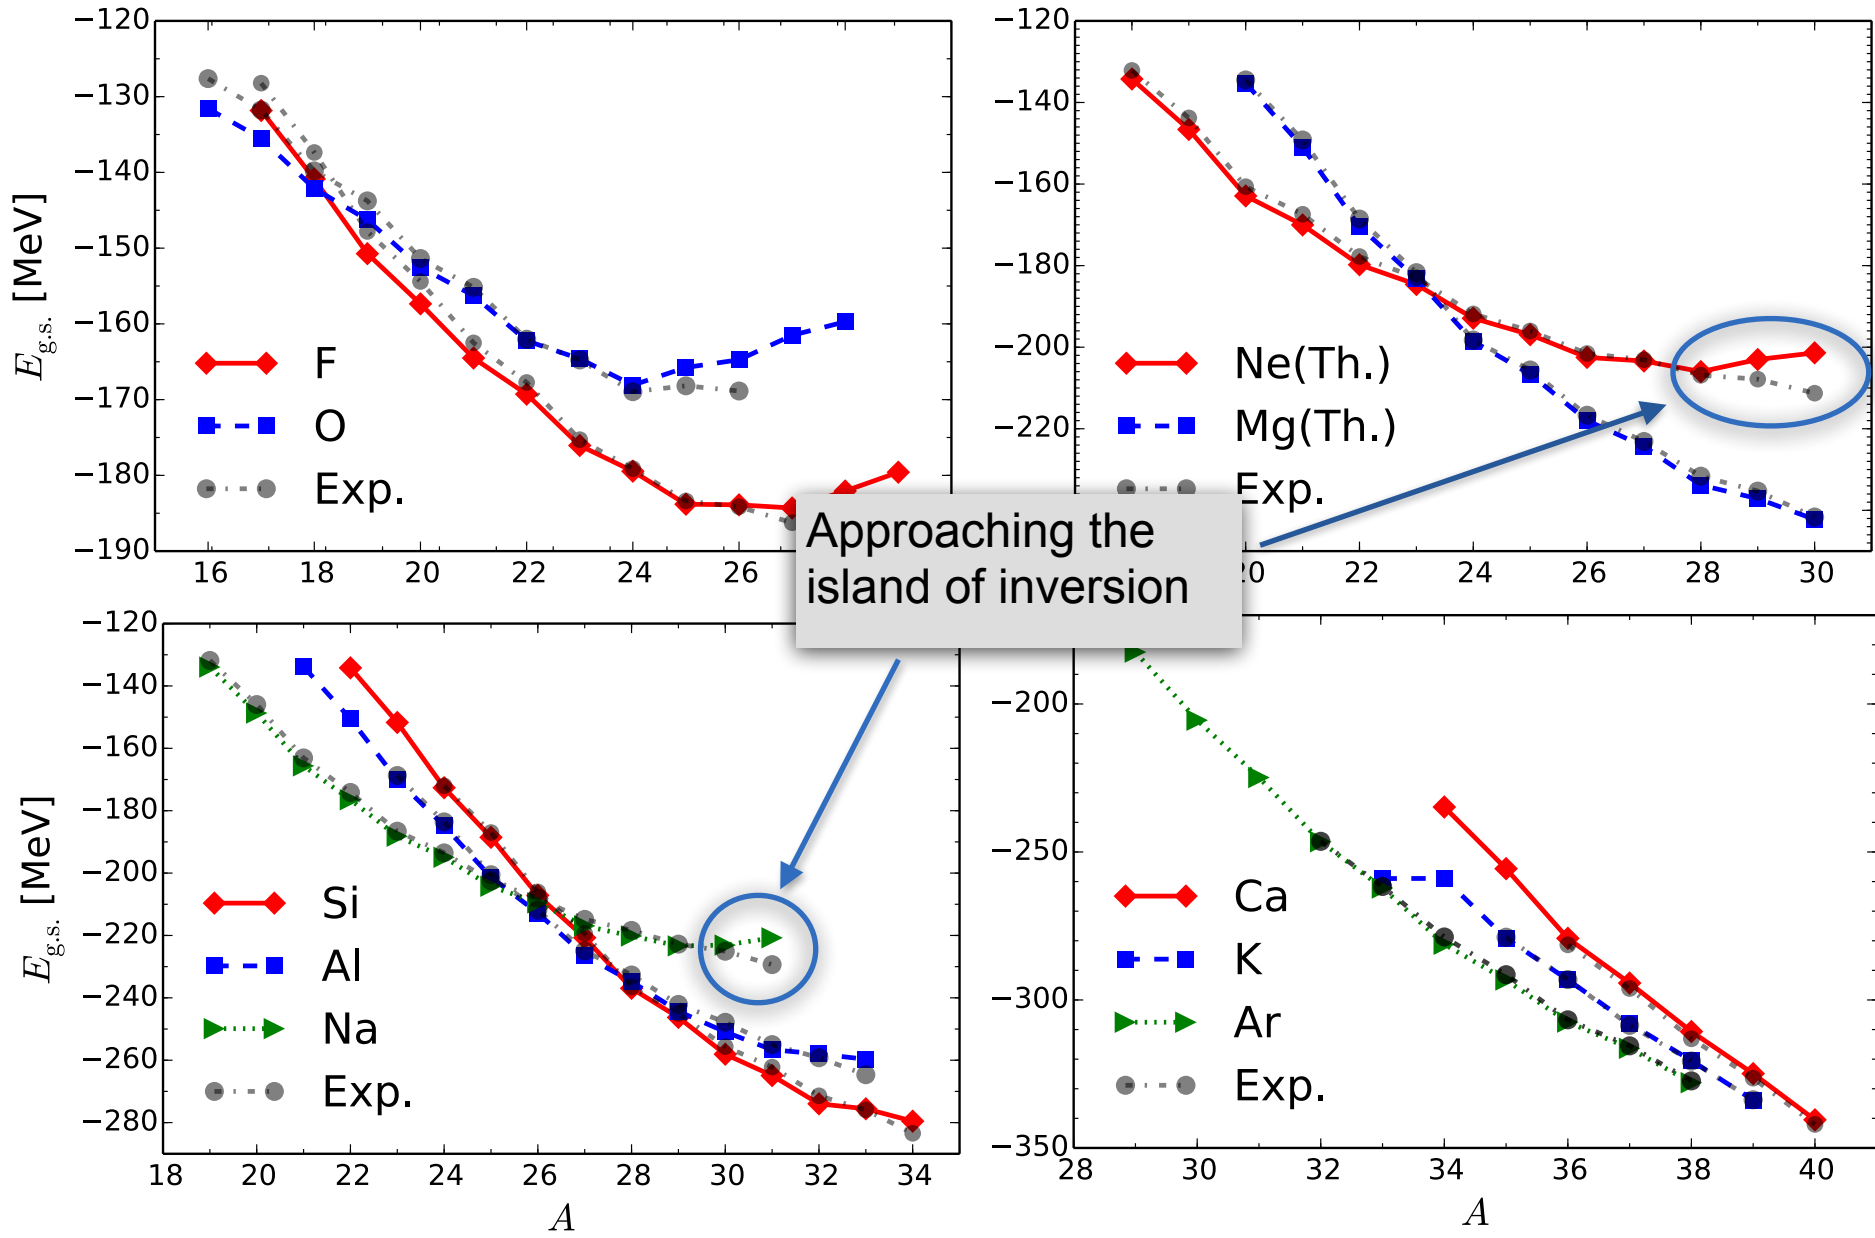 −120
−130
−140
−150
−160
−170
−180
−190
E_g.s. [MeV]
F
O
Exp.
16 18 20 22 24 26
−120
−140
−160
−180
−200
−220
Ne(Th.)
Mg(Th.)
Exp.
20 22 24 26 28 30
Approaching the
island of inversion
−120
−140
−160
−180
−200
−220
−240
−260
−280
E_g.s. [MeV]
Si
Al
Na
Exp.
18 20 22 24 26 28 30 32 34
A
−200
−250
−300
−350
Ca
K
Ar
Exp.
28 30 32 34 36 38 40
A